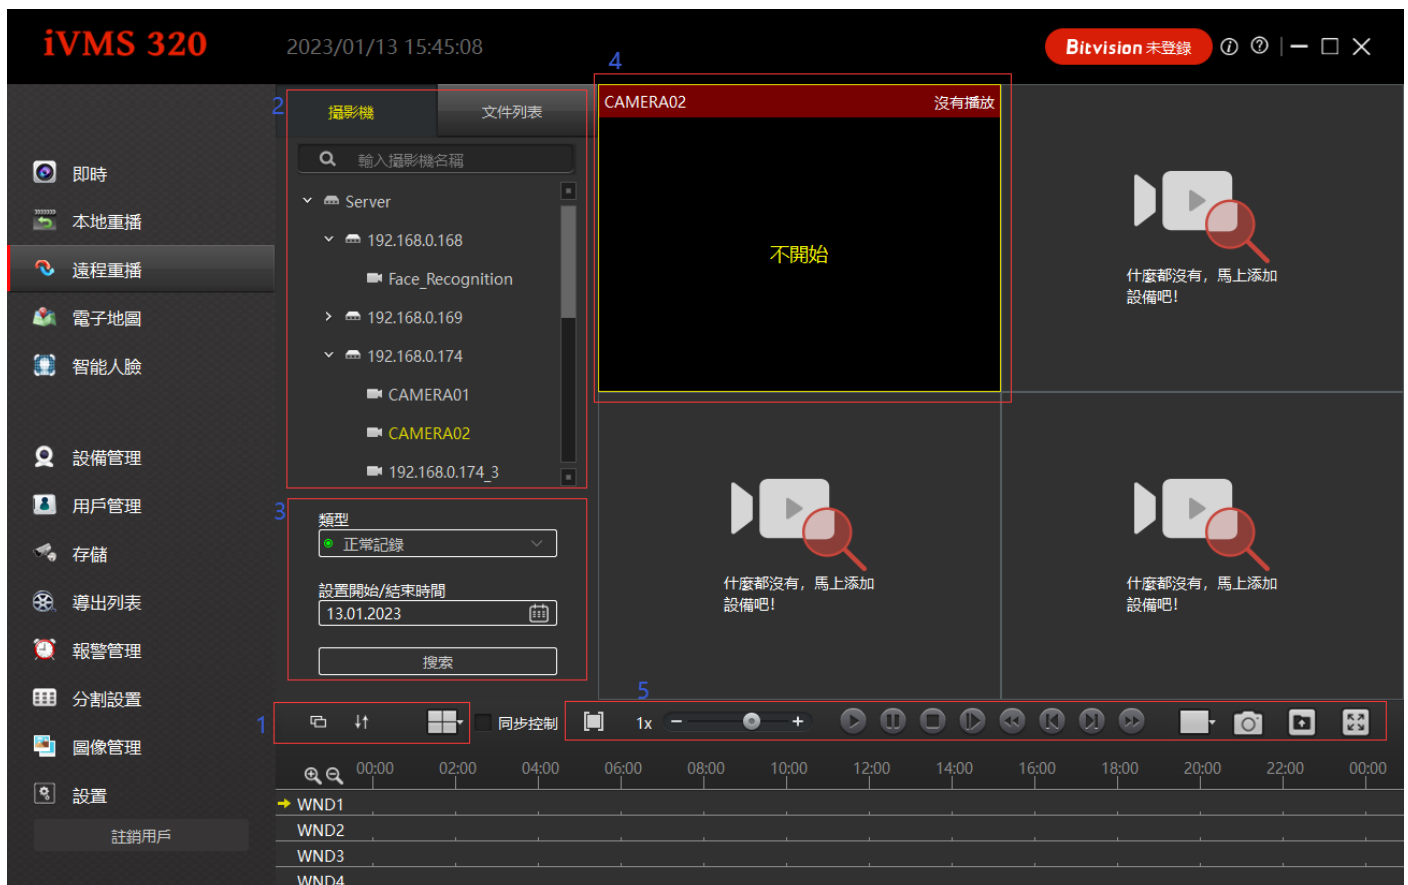 iVMS 320
2023/01/13 15:45:08
Bitvision 未登錄
4
2
攝影機
文件列表
輸入攝影機名稱
Server
192.168.0.168
Face_Recognition
192.168.0.169
192.168.0.174
CAMERA01
CAMERA02
192.168.0.174_3
即時
本地重播
遠程重播
電子地圖
智能人臉
設備管理
用戶管理
存儲
導出列表
報警管理
分割設置
圖像管理
設置
註銷用戶
3
類型
正常記錄
設置開始/結束時間
13.01.2023
搜索
CAMERA02 沒有播放
不開始
什麼都沒有，馬上添加
設備吧!
什麼都沒有，馬上添加
設備吧!
什麼都沒有，馬上添加
設備吧!
1
同步控制
5
1x
00:00 02:00 04:00 06:00 08:00 10:00 12:00 14:00 16:00 18:00 20:00 22:00 00:00
WND1
WND2
WND3
WND4